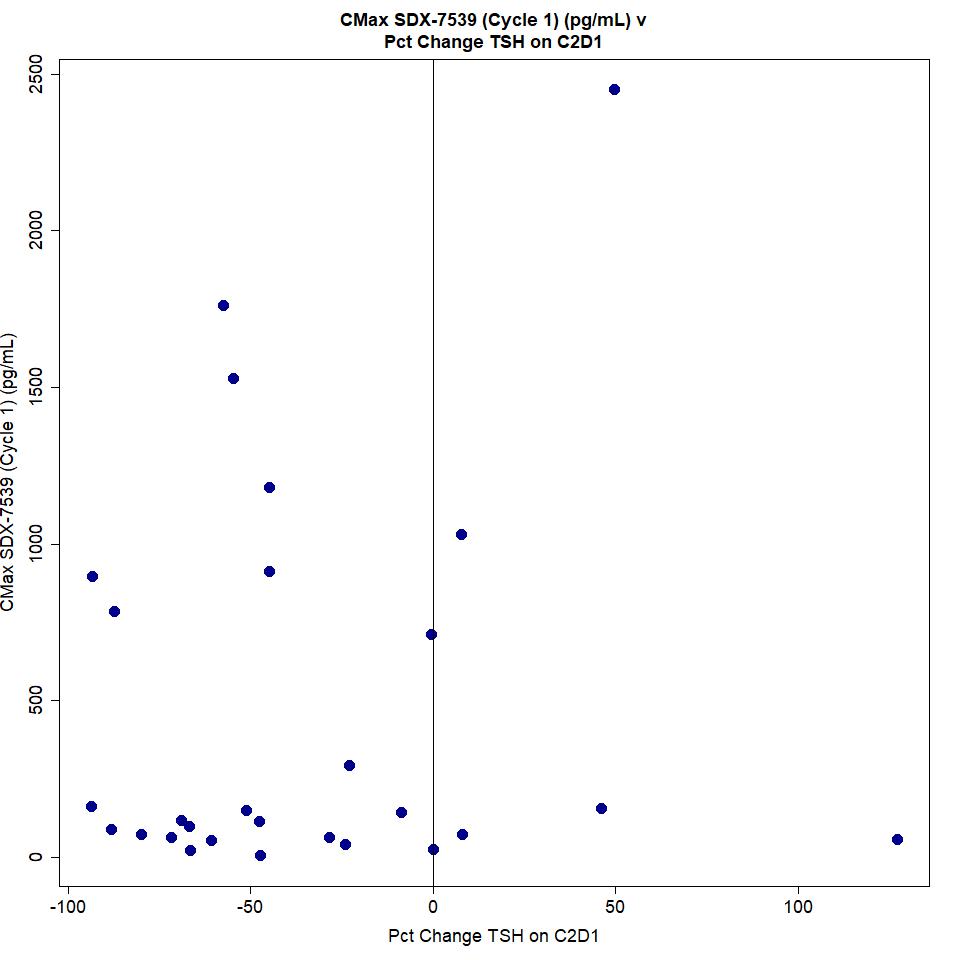 CMax SDX-7539 (Cycle 1) (pg/mL) v
Pct Change TSH on C2D1
CMax SDX-7539 (Cycle 1) (pg/mL)
2500
2000
1500
1000
500
0
-100 -50 0 50 100
Pct Change TSH on C2D1